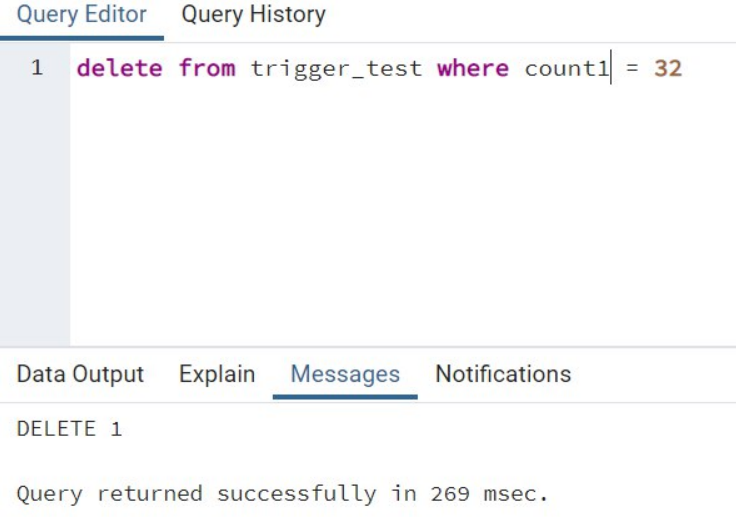 Query Editor Query History
1 delete from trigger_test where count1 = 32
Data Output Explain Messages Notifications
DELETE 1
Query returned successfully in 269 msec.